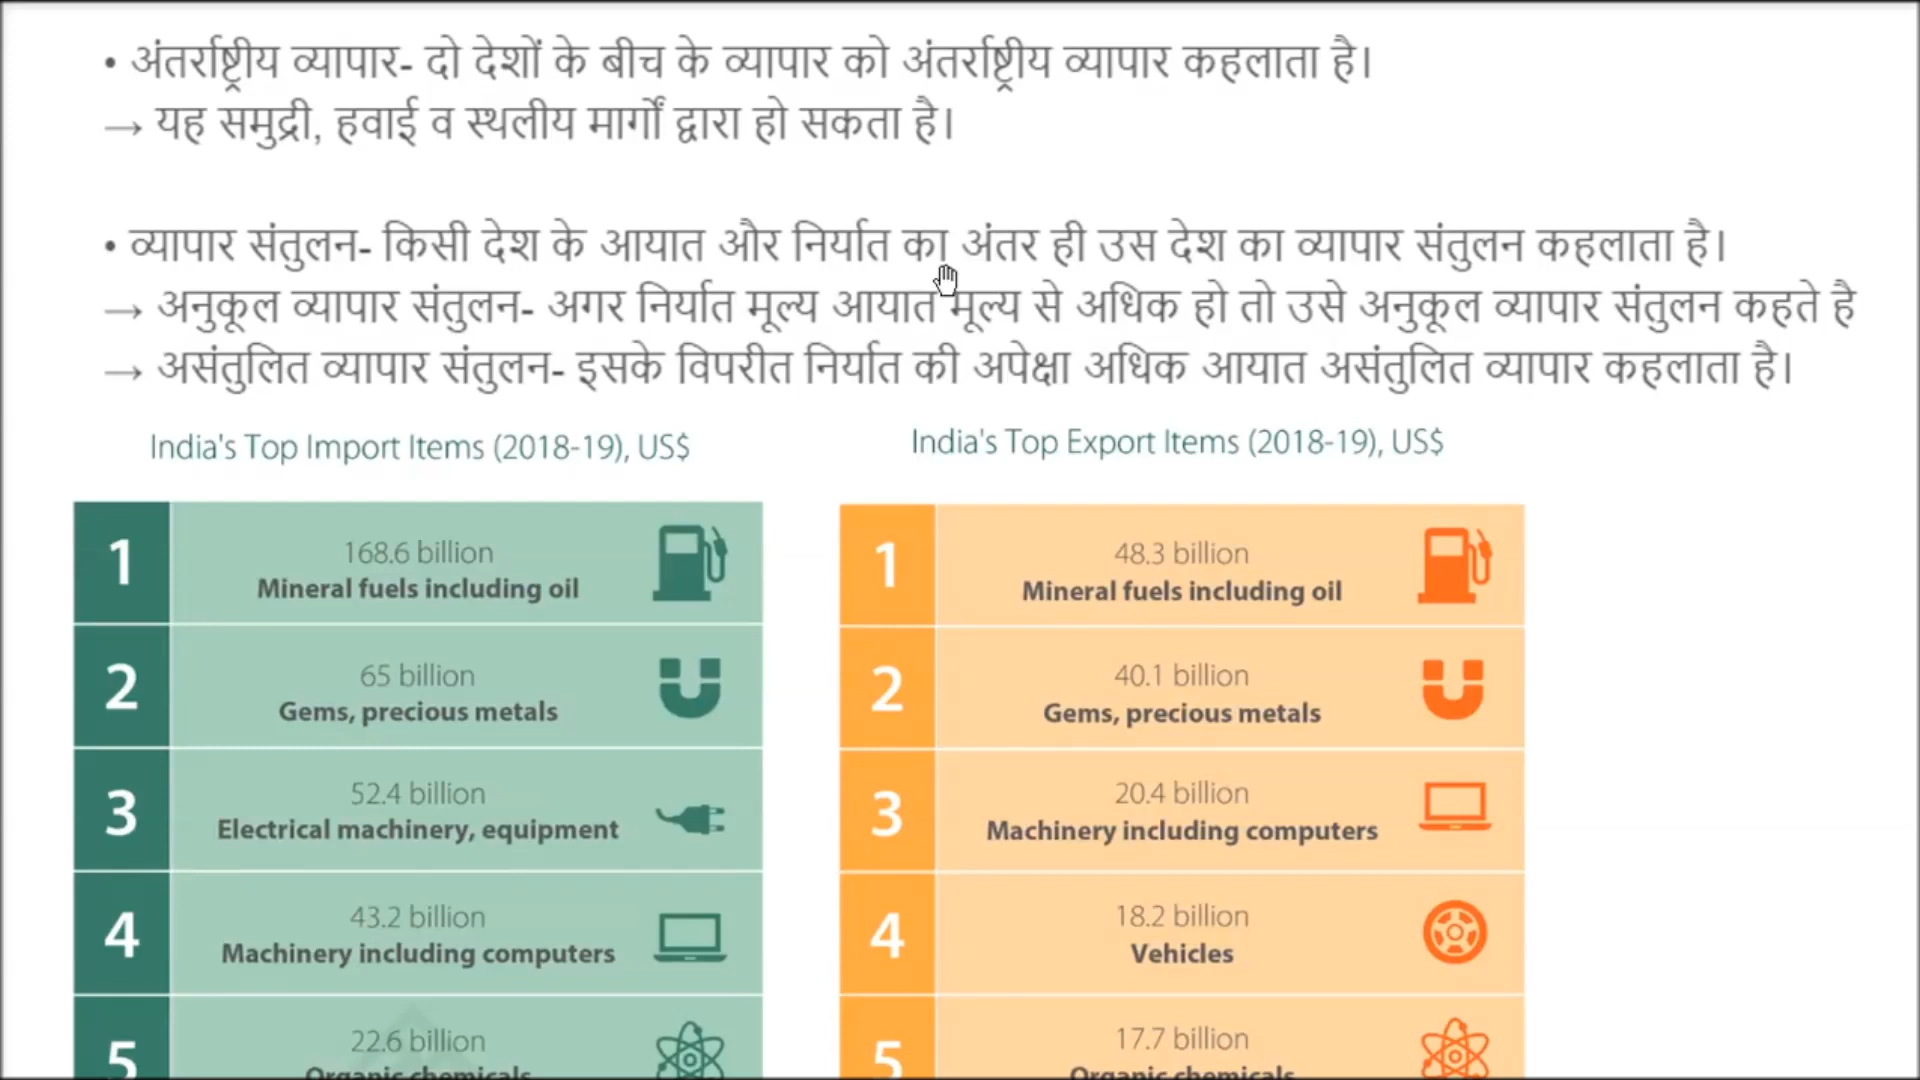 • अंतर्राष्ट्रीय व्यापार- दो देशों के बीच के व्यापार को अंतर्राष्ट्रीय व्यापार कहलाता है।
→ यह समुद्री, हवाई व स्थलीय मार्गों द्वारा हो सकता है।
• व्यापार संतुलन- किसी देश के आयात और निर्यात का अंतर ही उस देश का व्यापार संतुलन कहलाता है।
→ अनुकूल व्यापार संतुलन- अगर निर्यात मूल्य आयात मूल्य से अधिक हो तो उसे अनुकूल व्यापार संतुलन कहते है
→ असंतुलित व्यापार संतुलन- इसके विपरीत निर्यात की अपेक्षा अधिक आयात असंतुलित व्यापार कहलाता है।
India's Top Import Items (2018-19), US$
1
168.6 billion
Mineral fuels including oil
2
65 billion
Gems, precious metals
3
52.4 billion
Electrical machinery, equipment
4
43.2 billion
Machinery including computers
5
22.6 billion
Organic chemicals
India's Top Export Items (2018-19), US$
1
48.3 billion
Mineral fuels including oil
2
40.1 billion
Gems, precious metals
3
20.4 billion
Machinery including computers
4
18.2 billion
Vehicles
5
17.7 billion
Organic chemicals